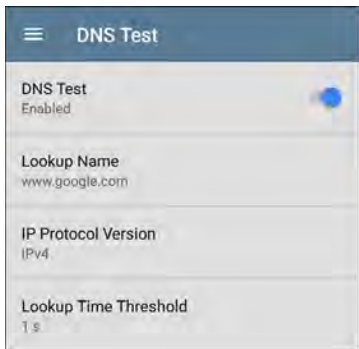 DNS Test
DNS Test
Enabled
Lookup Name
www.google.com
IP Protocol Version
IPv4
Lookup Time Threshold
1 s